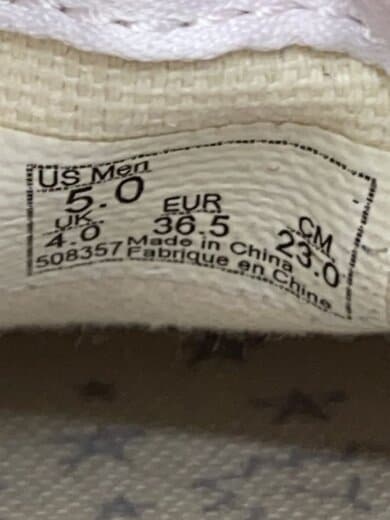 US Men
5.0
UK
4.0
EUR
36.5
CM
23.0
508357 Made in China
Fabrique en Chine